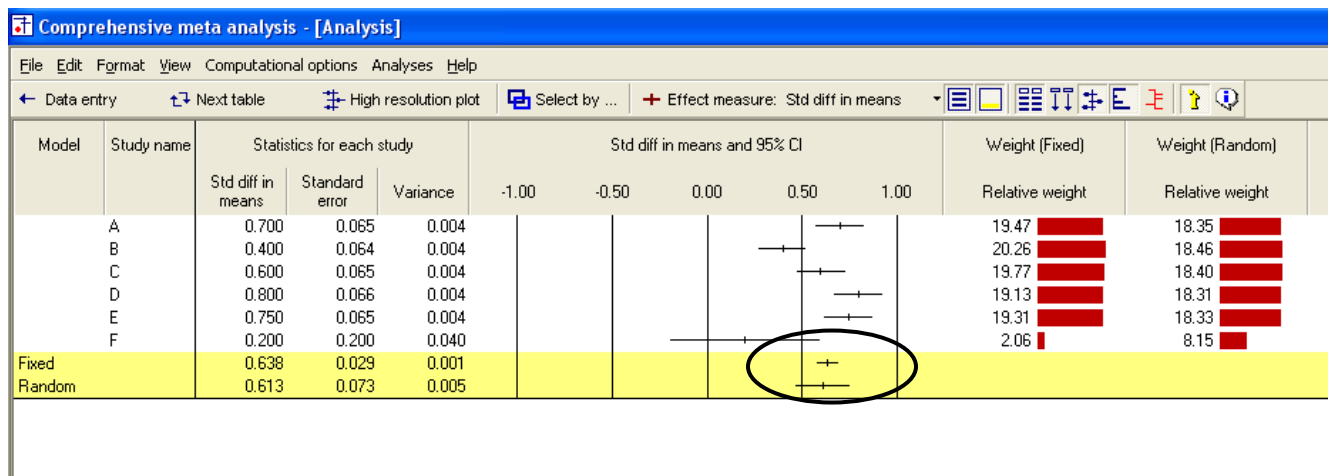 Comprehensive meta analysis - [Analysis]
File Edit Format View Computational options Analyses Help
← Data entry Next table High resolution plot Select by ... Effect measure: Std diff in means
Model Study name Statistics for each study Std diff in means and 95% CI Weight (Fixed) Weight (Random)
Std diff in means Standard error Variance -1.00 -0.50 0.00 0.50 1.00 Relative weight Relative weight
A 0.700 0.065 0.004 19.47 18.35
B 0.400 0.064 0.004 20.26 18.46
C 0.600 0.065 0.004 19.77 18.40
D 0.800 0.066 0.004 19.13 18.31
E 0.750 0.065 0.004 19.31 18.33
F 0.200 0.200 0.040 2.06 8.15
Fixed 0.638 0.029 0.001
Random 0.613 0.073 0.005